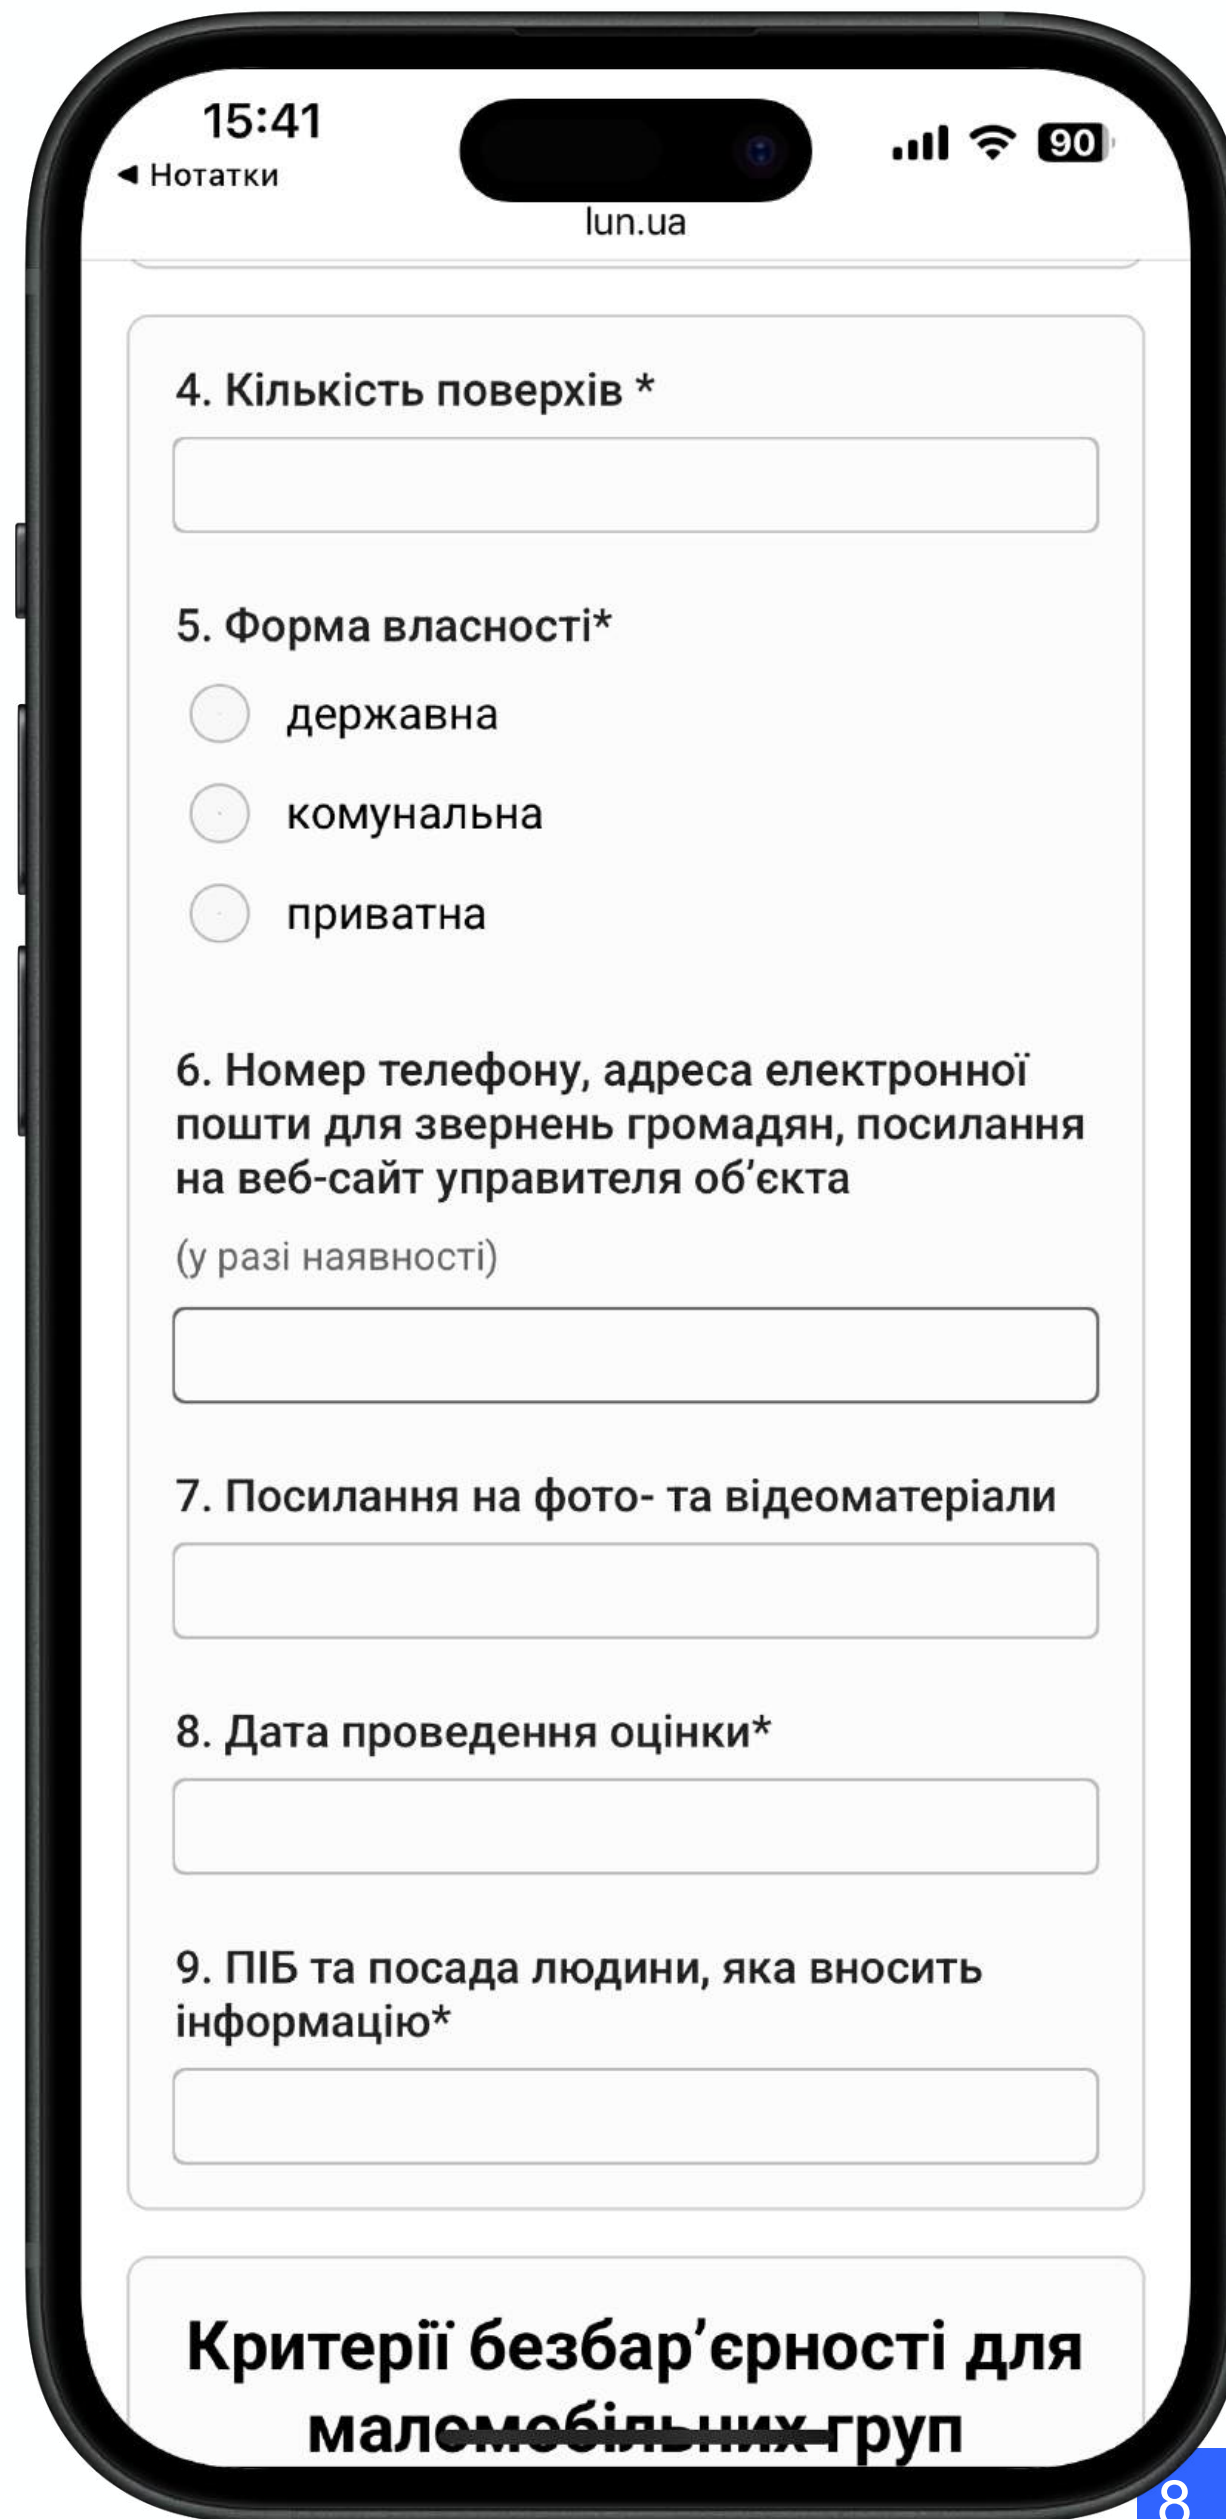 15:41
90
◀ Нотатки
lun.ua
4. Кількість поверхів *
5. Форма власності*
державна
комунальна
приватна
6. Номер телефону, адреса електронної
пошти для звернень громадян, посилання
на веб-сайт управителя об’єкта
(у разі наявності)
7. Посилання на фото- та відеоматеріали
8. Дата проведення оцінки*
9. ПІБ та посада людини, яка вносить
інформацію*
Критерії безбар’єрності для
маломобільних груп
8